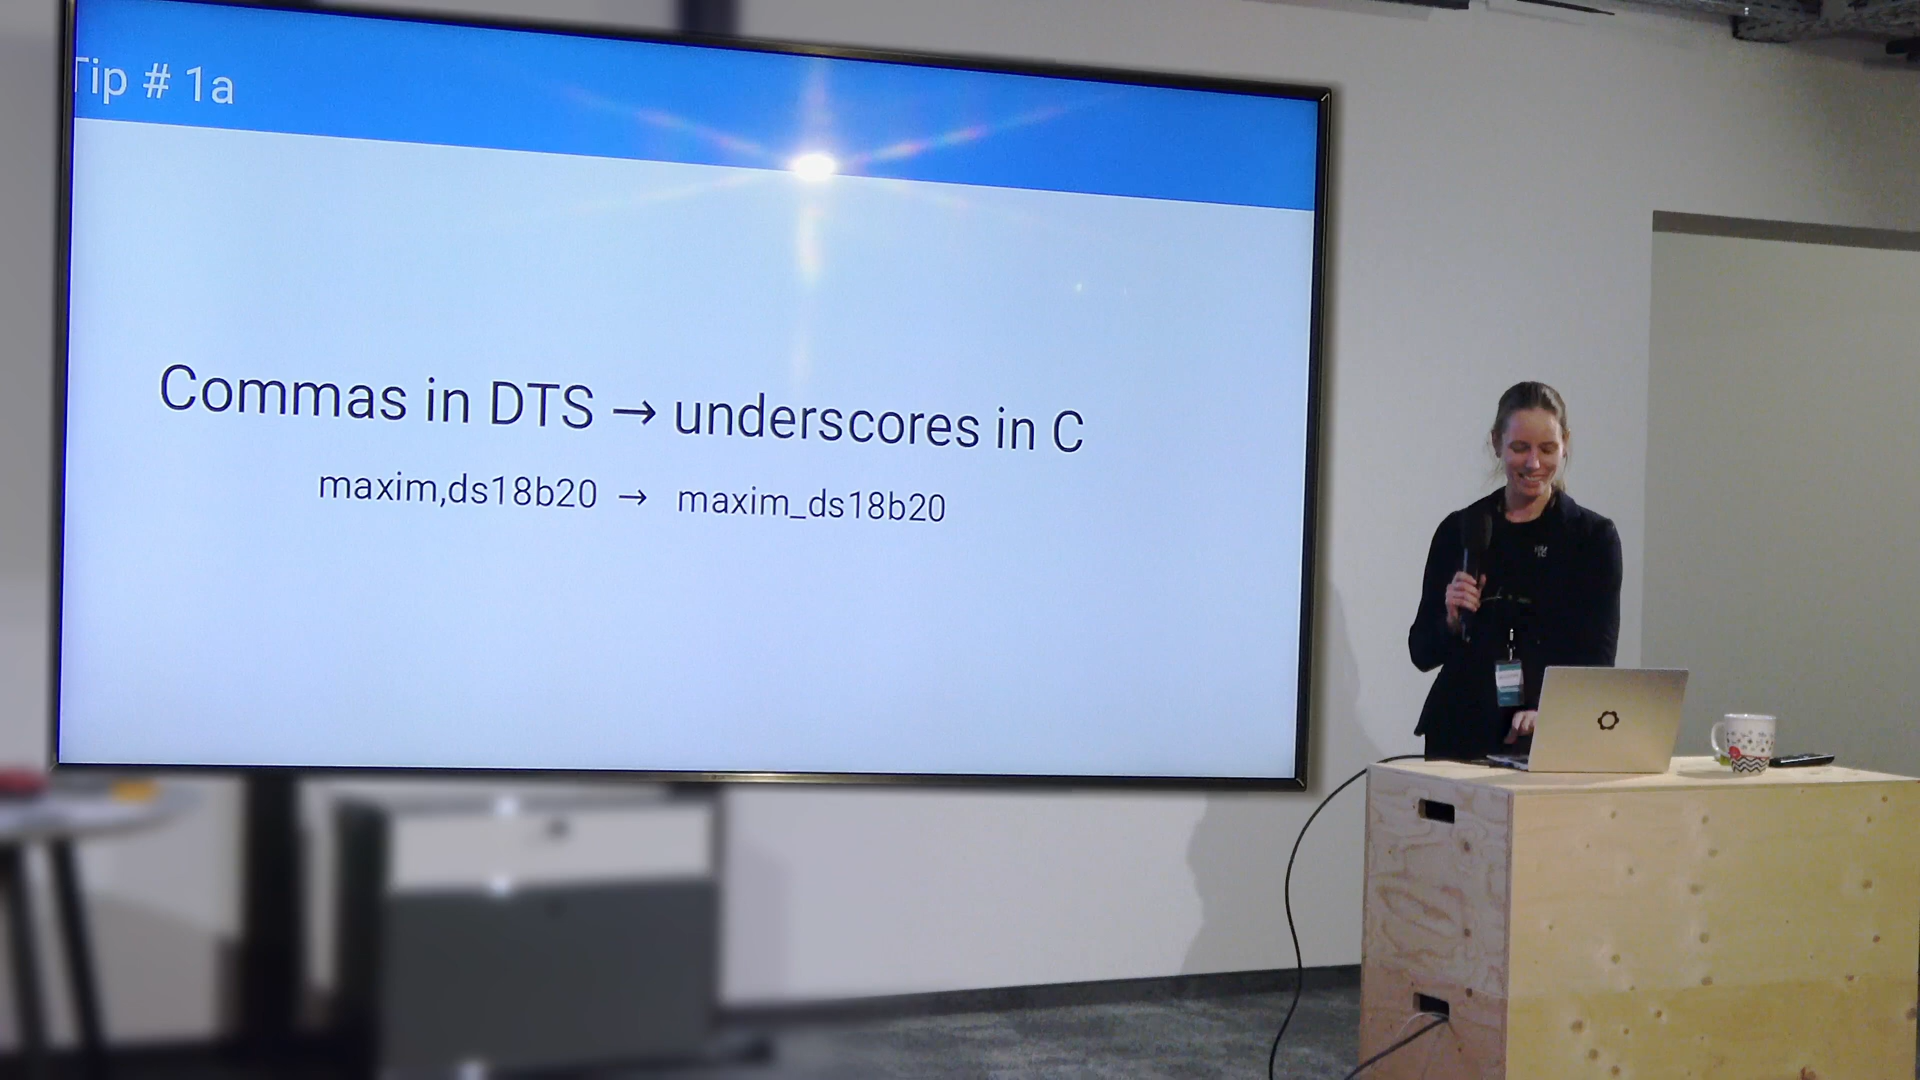 Tip # 1a
Commas in DTS → underscores in C
maxim,ds18b20 → maxim_ds18b20